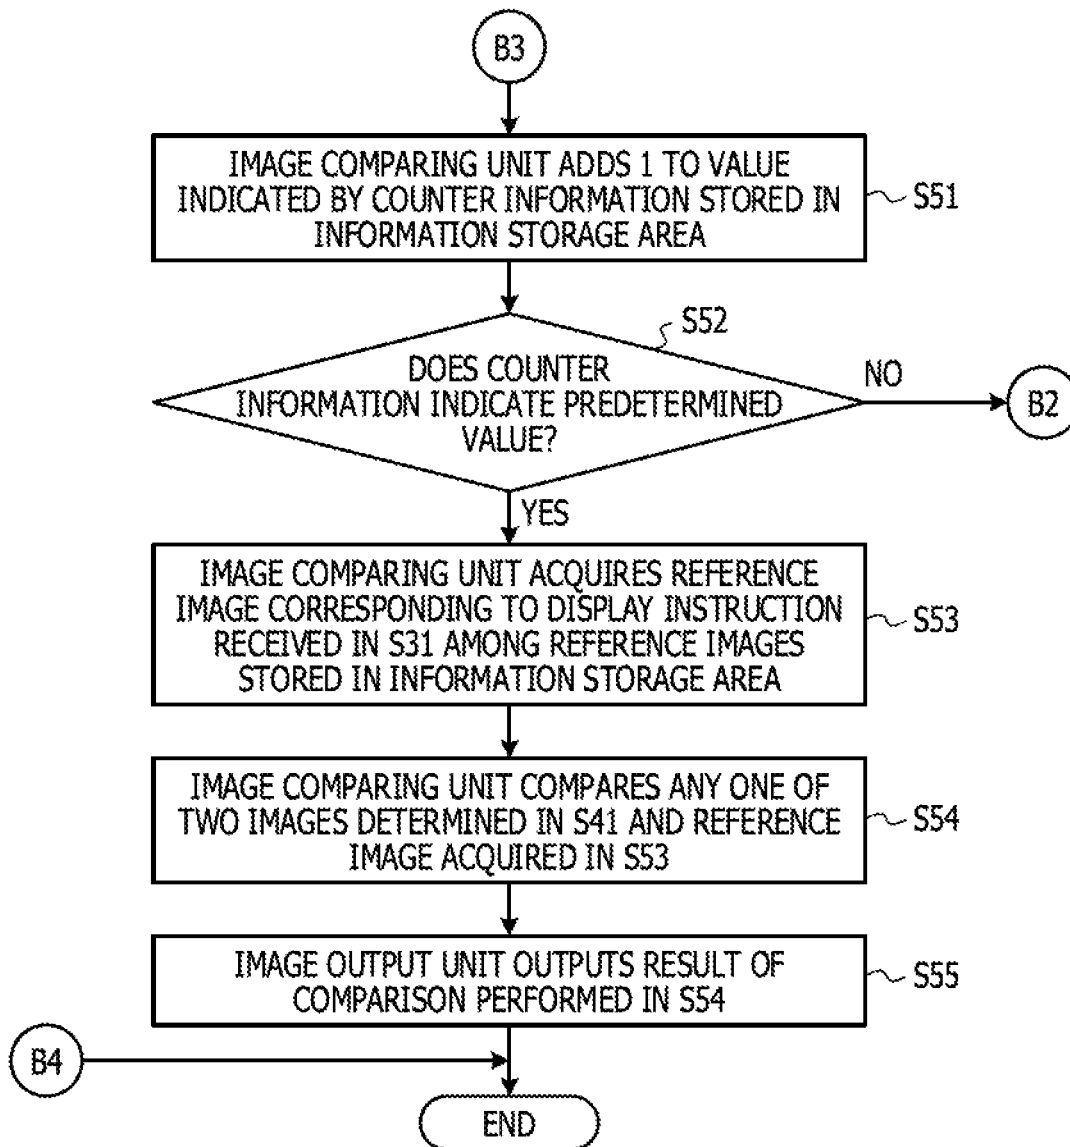 B3
IMAGE COMPARING UNIT ADDS 1 TO VALUE
INDICATED BY COUNTER INFORMATION STORED IN
INFORMATION STORAGE AREA
S51
S52
DOES COUNTER
INFORMATION INDICATE PREDETERMINED
VALUE?
NO
B2
YES
IMAGE COMPARING UNIT ACQUIRES REFERENCE
IMAGE CORRESPONDING TO DISPLAY INSTRUCTION
RECEIVED IN S31 AMONG REFERENCE IMAGES
STORED IN INFORMATION STORAGE AREA
S53
IMAGE COMPARING UNIT COMPARES ANY ONE OF
TWO IMAGES DETERMINED IN S41 AND REFERENCE
IMAGE ACQUIRED IN S53
S54
IMAGE OUTPUT UNIT OUTPUTS RESULT OF
COMPARISON PERFORMED IN S54
S55
B4
END